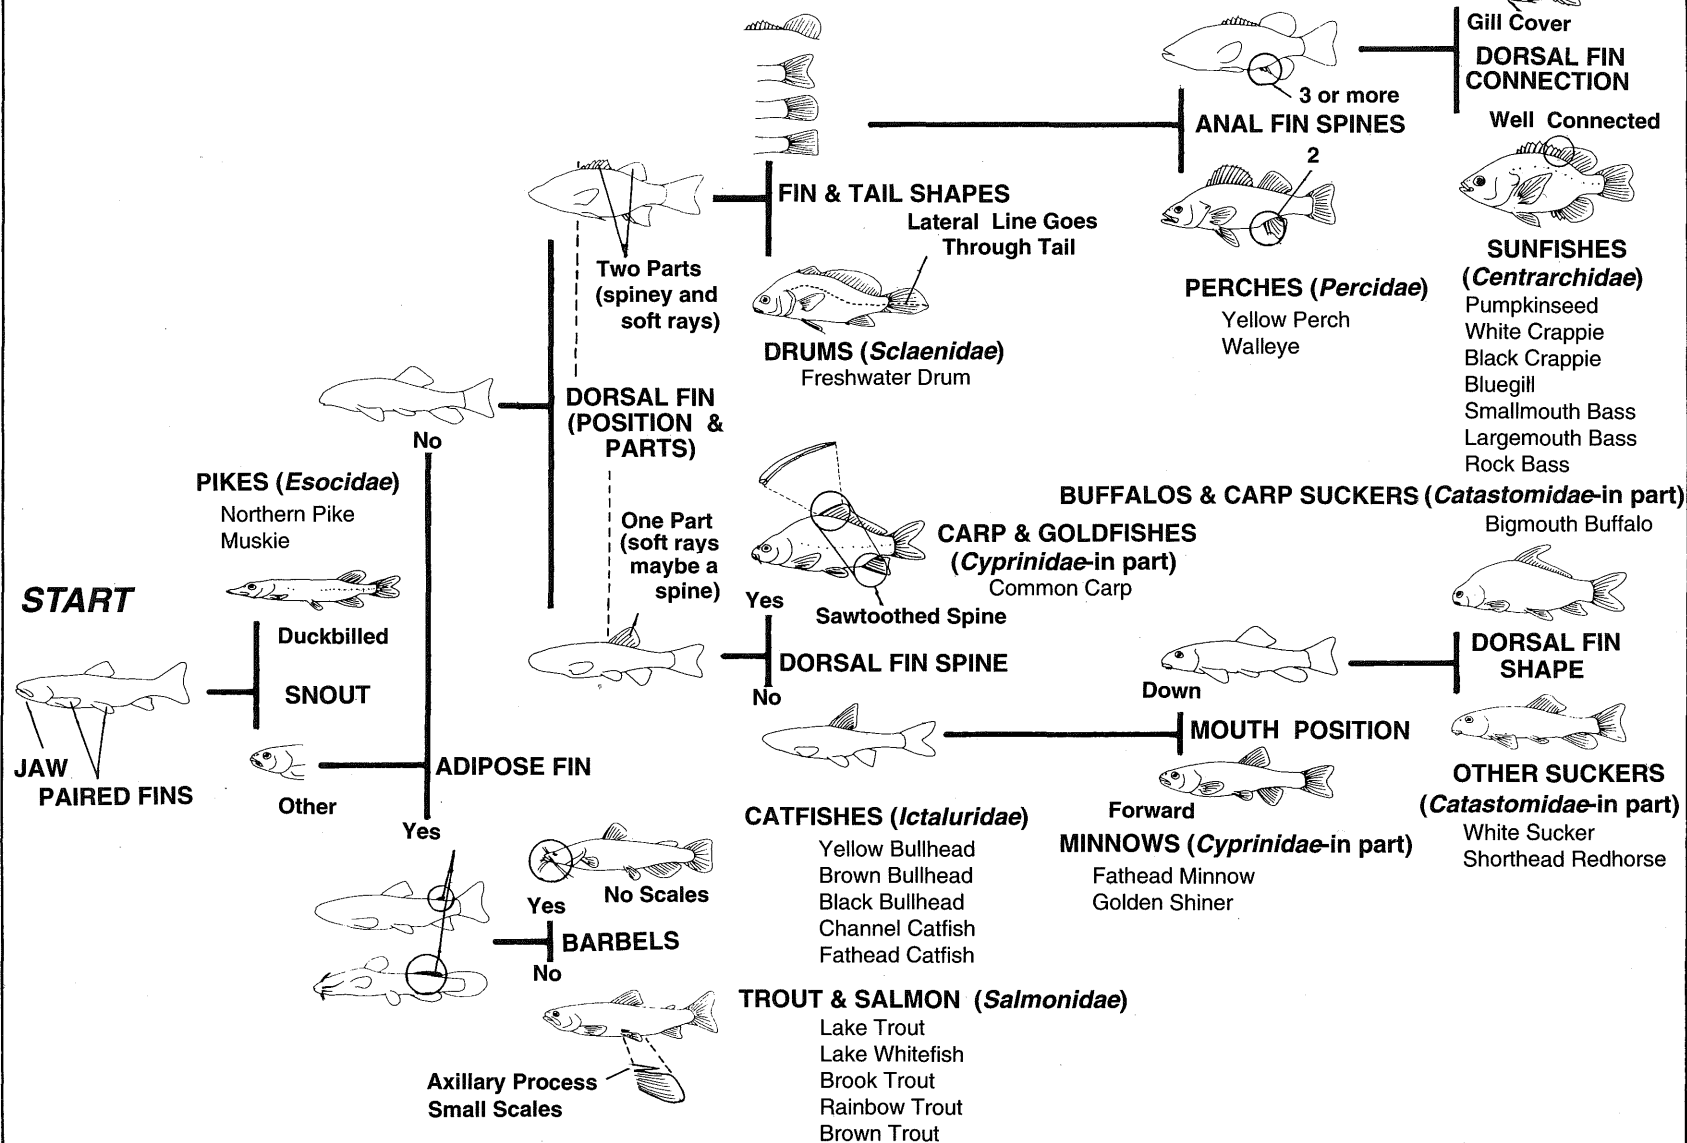 Gill Cover
DORSAL FIN
CONNECTION
Well Connected
3 or more
ANAL FIN SPINES
2
FIN & TAIL SHAPES
Lateral Line Goes
Through Tail
Two Parts
(spiney and
soft rays)
SUNFISHES
(Centrarchidae)
Pumpkinseed
White Crappie
Black Crappie
Bluegill
Smallmouth Bass
Largemouth Bass
Rock Bass
PERCHES (Percidae)
Yellow Perch
Walleye
DRUMS (Sclaenidae)
Freshwater Drum
DORSAL FIN
(POSITION &
PARTS)
No
PIKES (Esocidae)
Northern Pike
Muskie
BUFFALOS & CARP SUCKERS (Catastomidae-in part)
Bigmouth Buffalo
One Part
(soft rays
maybe a
spine)
CARP & GOLDFISHES
(Cyprinidae-in part)
Common Carp
START
Yes
Sawtoothed Spine
Duckbilled
DORSAL FIN
SHAPE
DORSAL FIN SPINE
SNOUT
No
Down
MOUTH POSITION
JAW
PAIRED FINS
ADIPOSE FIN
Other
OTHER SUCKERS
(Catastomidae-in part)
White Sucker
Shorthead Redhorse
Forward
MINNOWS (Cyprinidae-in part)
Fathead Minnow
Golden Shiner
CATFISHES (Ictaluridae)
Yellow Bullhead
Brown Bullhead
Black Bullhead
Channel Catfish
Fathead Catfish
Yes
No Scales
Yes
BARBELS
No
TROUT & SALMON (Salmonidae)
Lake Trout
Lake Whitefish
Brook Trout
Rainbow Trout
Brown Trout
Axillary Process
Small Scales